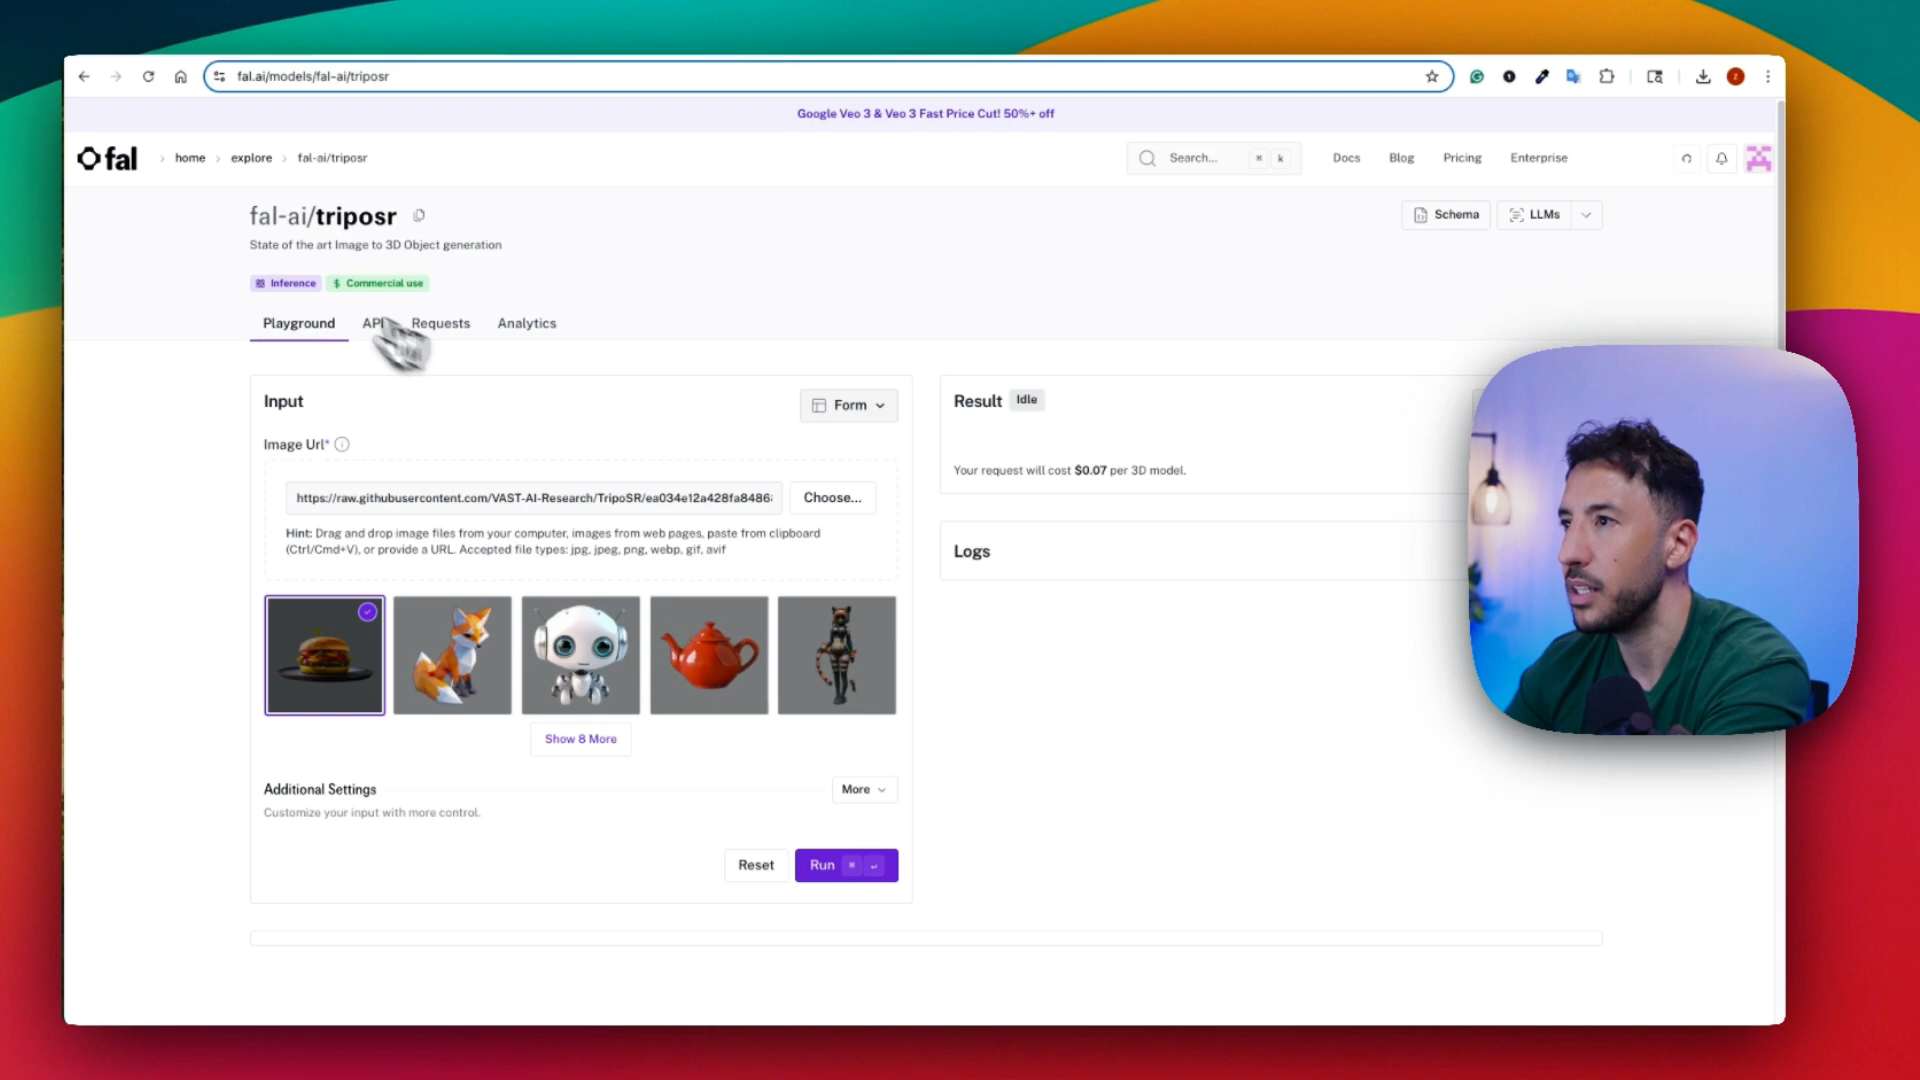 fal.ai/models/fal-ai/triposr
Google Veo 3 & Veo 3 Fast Price Cut! 50%+ off
fal
home
explore
fal-ai/triposr
Search...
k
Docs
Blog
Pricing
Enterprise
fal-ai/triposr
Schema
LLMs
State of the art Image to 3D Object generation
Inference
$ Commercial use
Playground
API
Requests
Analytics
Input
Form
Result
Idle
Image Url*
Your request will cost $0.07 per 3D model.
https://raw.githubusercontent.com/VAST-AI-Research/TripoSR/ea034e12a428fa8486
Choose...
Hint: Drag and drop image files from your computer, images from web pages, paste from clipboard
(Ctrl/Cmd+V), or provide a URL. Accepted file types: jpg, jpeg, png, webp, gif, avif
Logs
Show 8 More
Additional Settings
More
Customize your input with more control.
Reset
Run